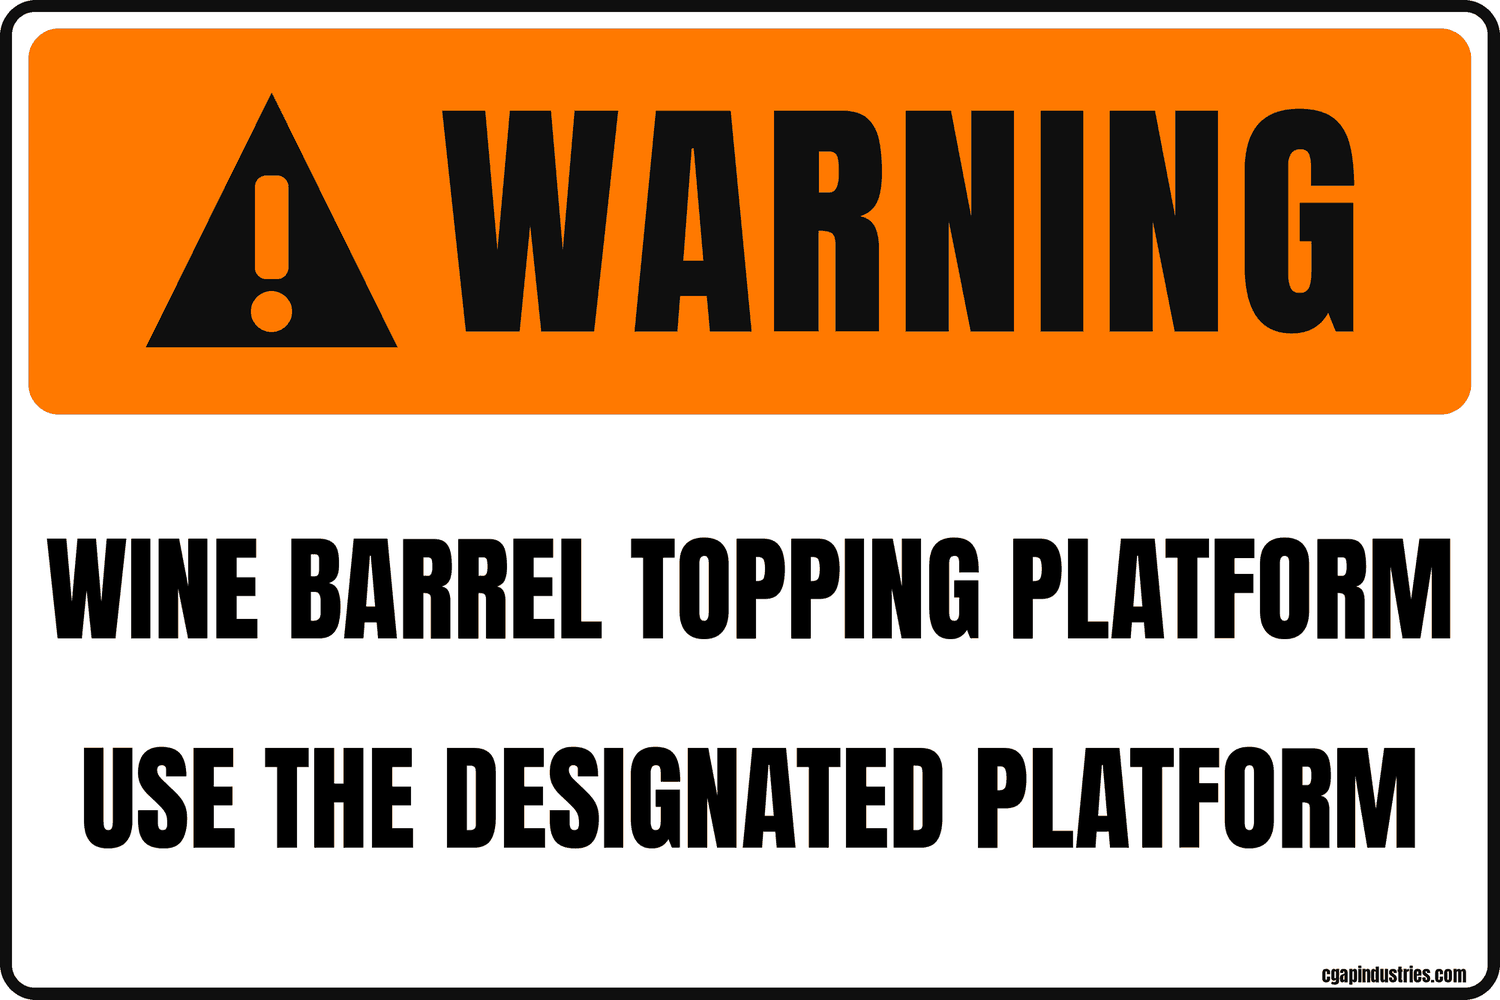 WARNING
WINE BARREL TOPPING PLATFORM
USE THE DESIGNATED PLATFORM
cgapindustries.com